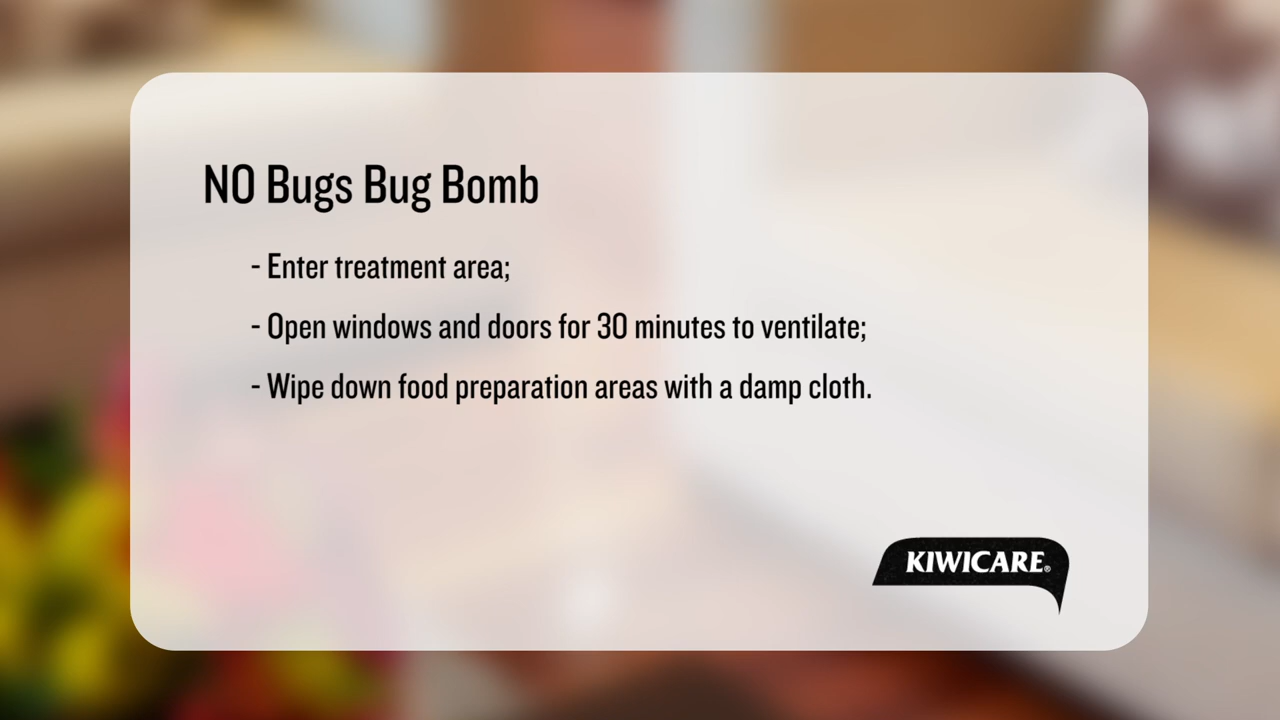 NO Bugs Bug Bomb
- Enter treatment area;
- Open windows and doors for 30 minutes to ventilate;
- Wipe down food preparation areas with a damp cloth.
KIWICARE®